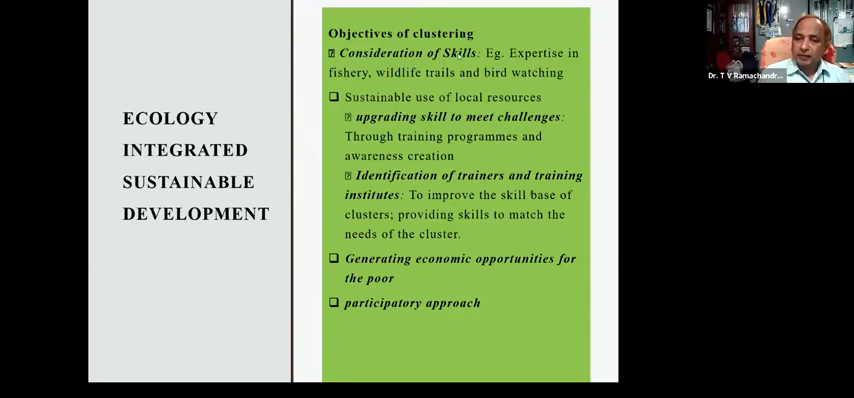 ECOLOGY
INTEGRATED
SUSTAINABLE
DEVELOPMENT
Objectives of clustering
Consideration of Skills: Eg. Expertise in
fishery, wildlife trails and bird watching
❑ Sustainable use of local resources
upgrading skill to meet challenges:
Through training programmes and
awareness creation
Identification of trainers and training
institutes: To improve the skill base of
clusters; providing skills to match the
needs of the cluster.
❑ Generating economic opportunities for
the poor
❑ participatory approach
Dr. T V Ramachandr...